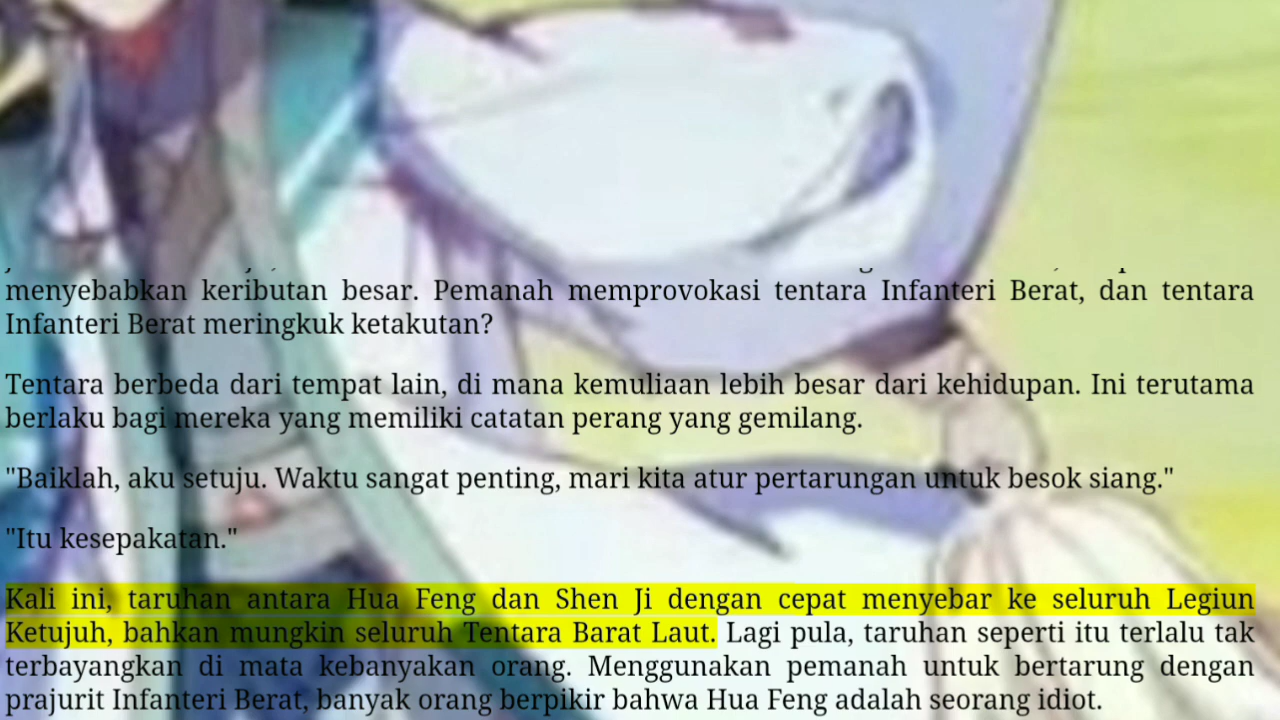 menyebabkan keributan besar. Pemanah memprovokasi tentara Infanteri Berat, dan tentara
Infanteri Berat meringkuk ketakutan?
Tentara berbeda dari tempat lain, di mana kemuliaan lebih besar dari kehidupan. Ini terutama
berlaku bagi mereka yang memiliki catatan perang yang gemilang.
"Baiklah, aku setuju. Waktu sangat penting, mari kita atur pertarungan untuk besok siang."
"Itu kesepakatan."
Kali ini, taruhan antara Hua Feng dan Shen Ji dengan cepat menyebar ke seluruh Legiun
Ketujuh, bahkan mungkin seluruh Tentara Barat Laut. Lagi pula, taruhan seperti itu terlalu tak
terbayangkan di mata kebanyakan orang. Menggunakan pemanah untuk bertarung dengan
prajurit Infanteri Berat, banyak orang berpikir bahwa Hua Feng adalah seorang idiot.